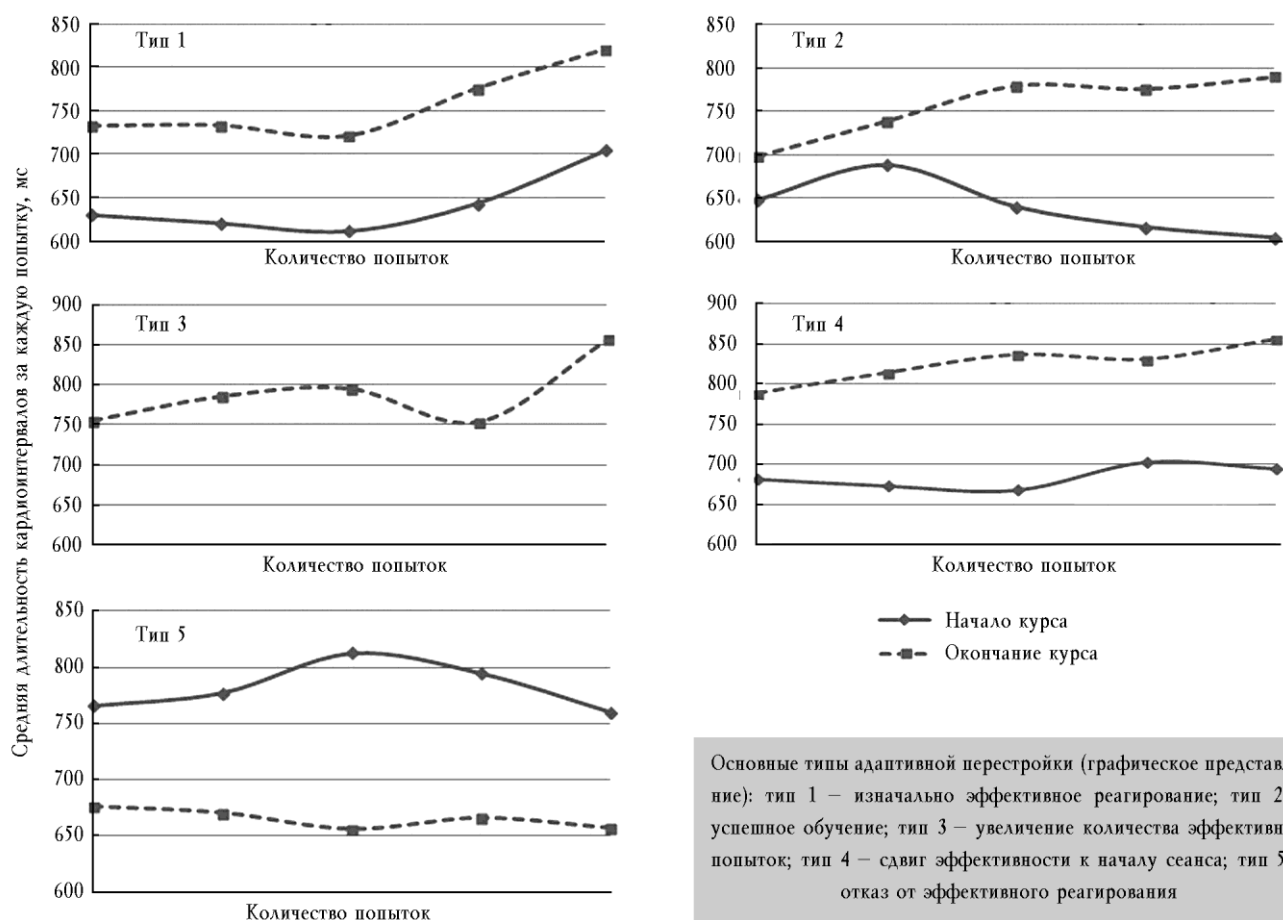 Средняя длительность кардиоинтервалов за каждую попытку, мс
Тип 1
850
800
750
700
650
600
Количество попыток
Тип 2
850
800
750
700
650
600
Количество попыток
Тип 3
900
850
800
750
700
650
600
Количество попыток
Тип 4
900
850
800
750
700
650
600
Количество попыток
Тип 5
850
800
750
700
650
600
Количество попыток
Начало курса
Окончание курса
Основные типы адаптивной перестройки (графическое представл
ние): тип 1 – изначально эффективное реагирование; тип 2
успешное обучение; тип 3 – увеличение количества эффективн
попыток; тип 4 – сдвиг эффективности к началу сеанса; тип 5
отказ от эффективного реагирования